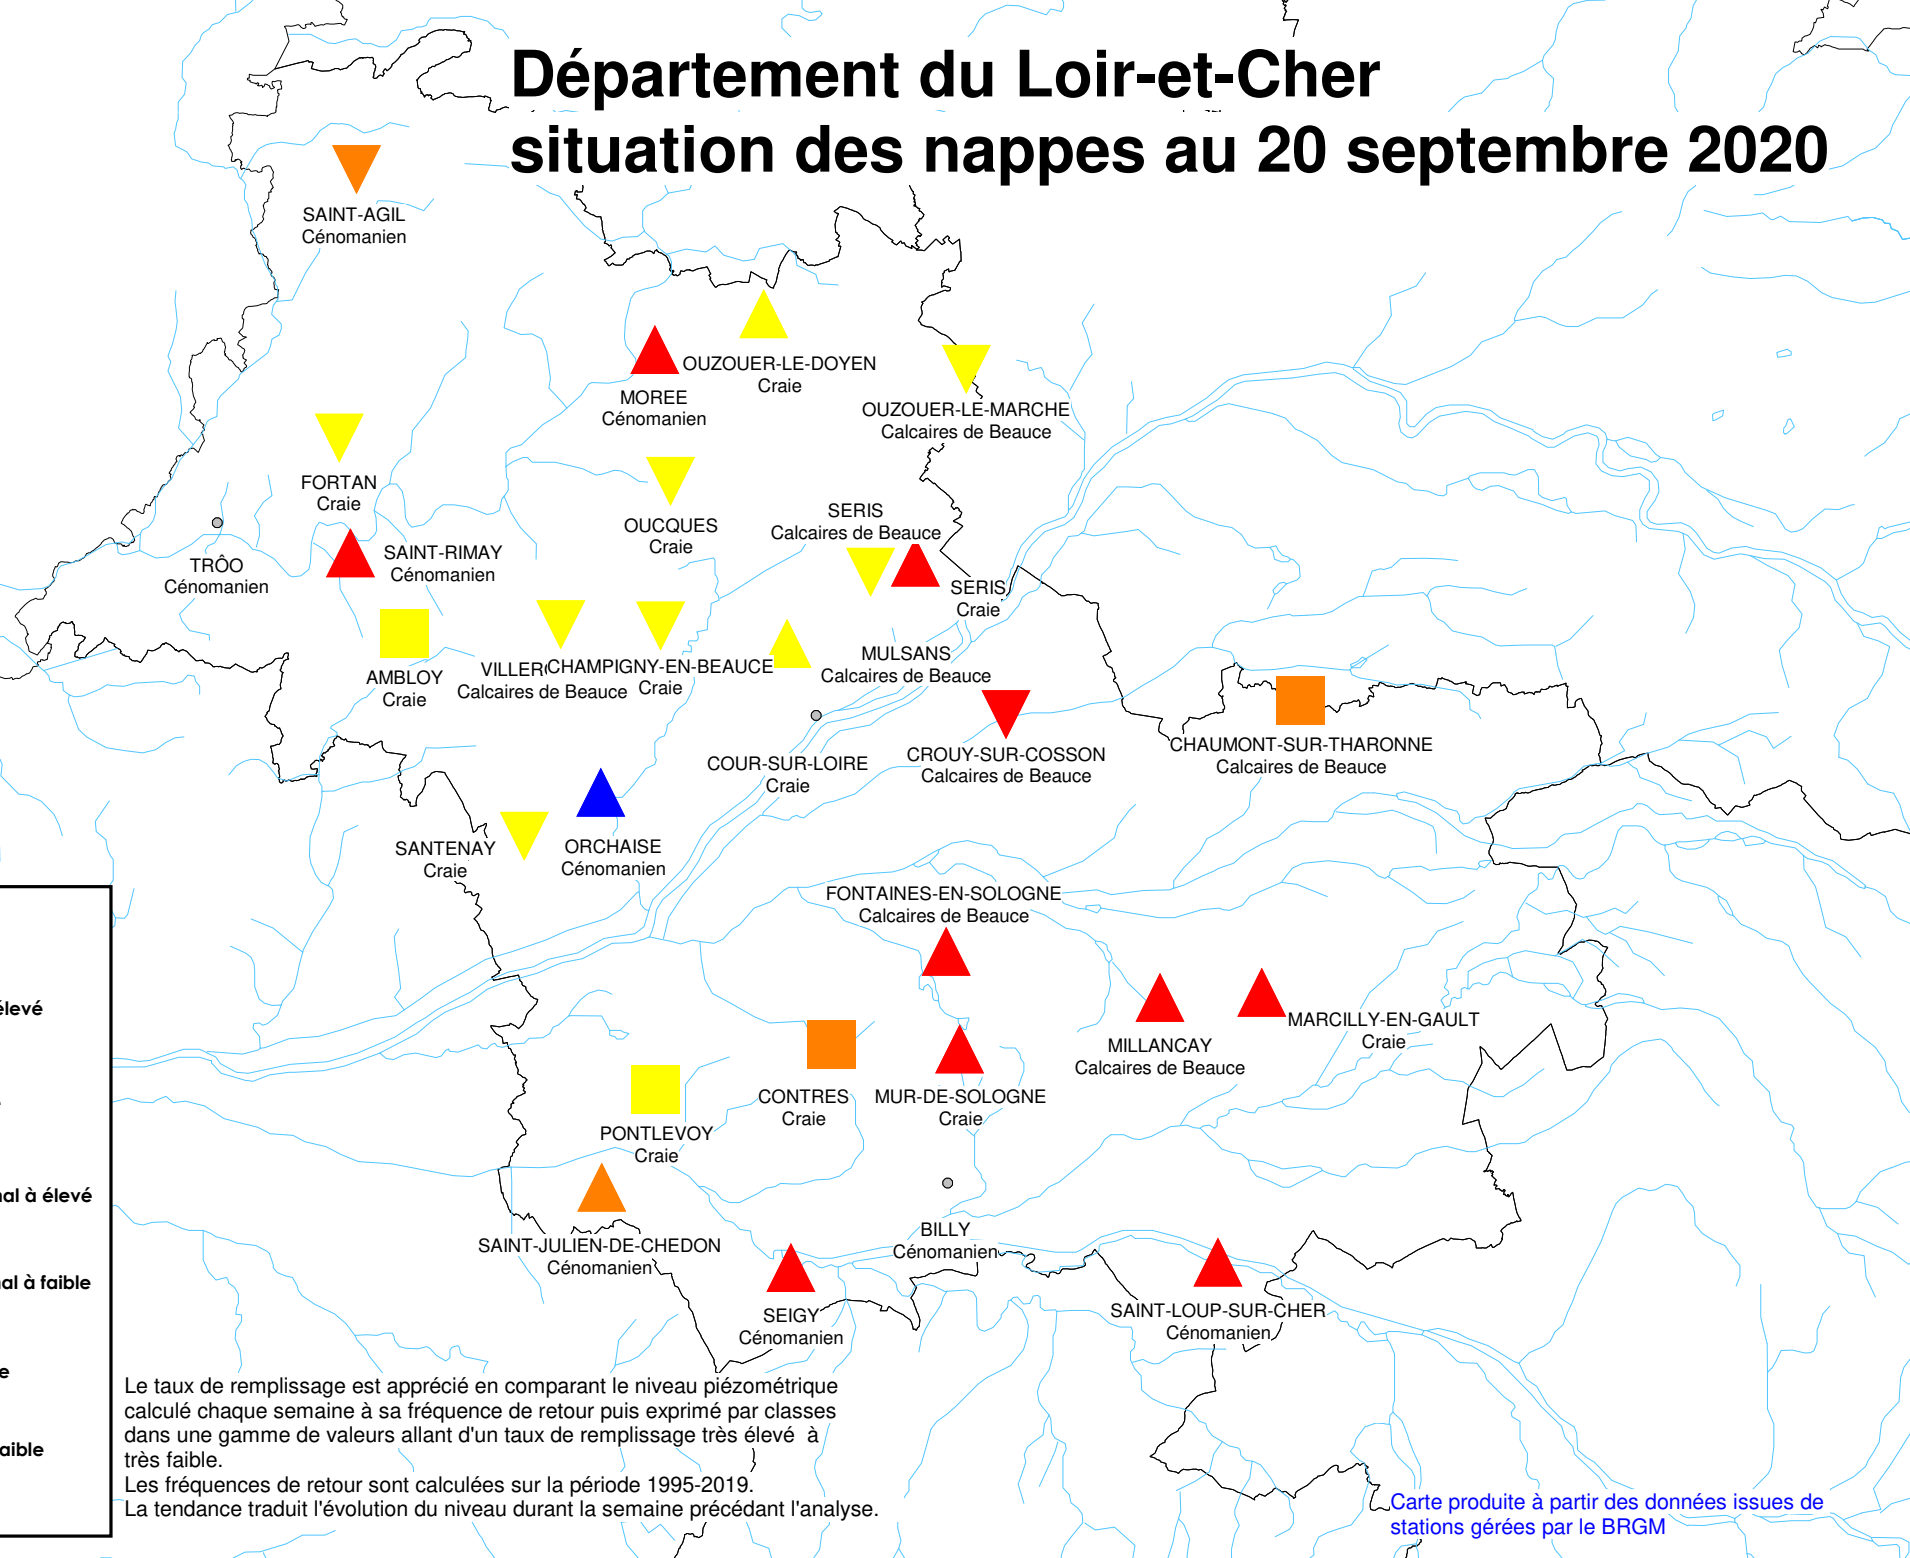 Département du Loir-et-Cher
situation des nappes au 20 septembre 2020
SAINT-AGIL
Cénomanien
OUZOUER-LE-DOYEN
Craie
MOREE
Cénomanien
OUZOUER-LE-MARCHE
Calcaires de Beauce
FORTAN
Craie
OUCQUES
Craie
SERIS
Calcaires de Beauce
SAINT-RIMAY
Cénomanien
TRÔO
Cénomanien
SERIS
Craie
AMBLOY
Craie
CHAMPIGNY-EN-BEAUCE
Craie
Calcaires de Beauce
MULSANS
Calcaires de Beauce
COUR-SUR-LOIRE
Craie
CROUY-SUR-COSSON
Calcaires de Beauce
CHAUMONT-SUR-THARONNE
Calcaires de Beauce
SANTENAY
Craie
ORCHAISE
Cénomanien
FONTAINES-EN-SOLOGNE
Calcaires de Beauce
MARCILLY-EN-GAULT
Craie
MILLANCAY
Calcaires de Beauce
CONTRES
Craie
MUR-DE-SOLOGNE
Craie
PONTLEVOY
Craie
BILLY
Cénomanien
SAINT-JULIEN-DE-CHEDON
Cénomanien
SEIGY
Cénomanien
SAINT-LOUP-SUR-CHER
Cénomanien
élevé
à élevé
à faible
Le taux de remplissage est apprécié en comparant le niveau piézométrique
calculé chaque semaine à sa fréquence de retour puis exprimé par classes
dans une gamme de valeurs allant d'un taux de remplissage très élevé à
très faible.
Les fréquences de retour sont calculées sur la période 1995-2019.
La tendance traduit l'évolution du niveau durant la semaine précédant l'analyse.
Carte produite à partir des données issues de
stations gérées par le BRGM